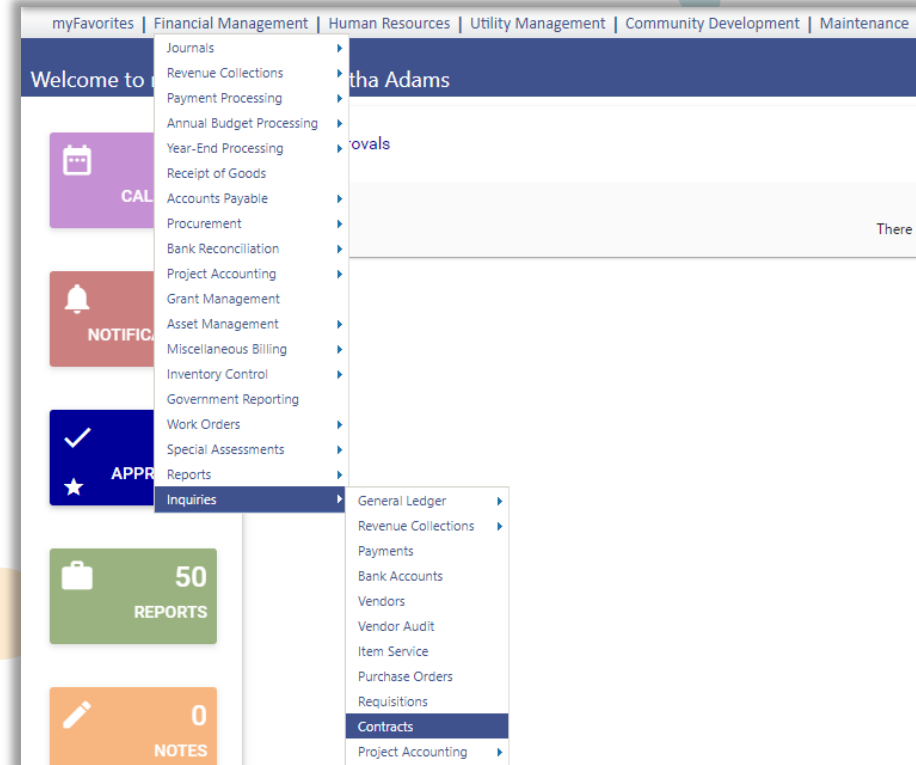 myFavorites | Financial Management | Human Resources | Utility Management | Community Development | Maintenance
Welcome to
tha Adams
Journals
Revenue Collections
Payment Processing
Annual Budget Processing
Year-End Processing
Receipt of Goods
Accounts Payable
Procurement
Bank Reconciliation
Project Accounting
Grant Management
Asset Management
Miscellaneous Billing
Inventory Control
Government Reporting
Work Orders
Special Assessments
Reports
Inquiries
General Ledger
Revenue Collections
Payments
Bank Accounts
Vendors
Vendor Audit
Item Service
Purchase Orders
Requisitions
Contracts
Project Accounting
ovals
There
CAL
NOTIFIC
APPR
50
REPORTS
0
NOTES